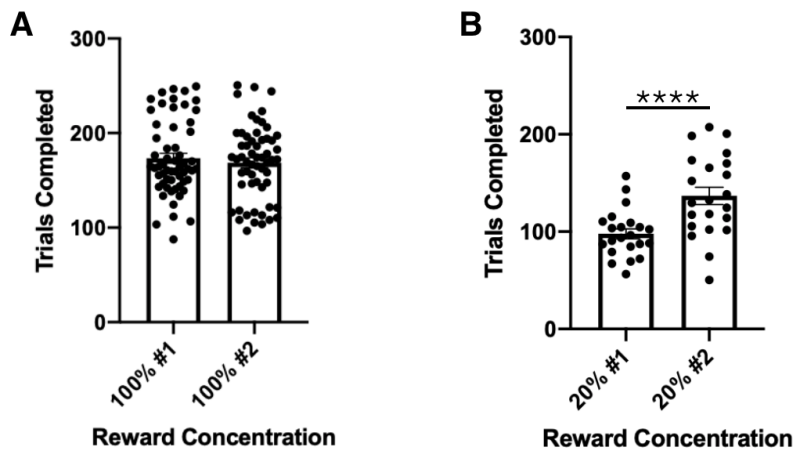 A
300
200
100
0
Trials Completed
100% #1
100% #2
Reward Concentration
B
300
200
100
0
Trials Completed
****
20% #1
20% #2
Reward Concentration